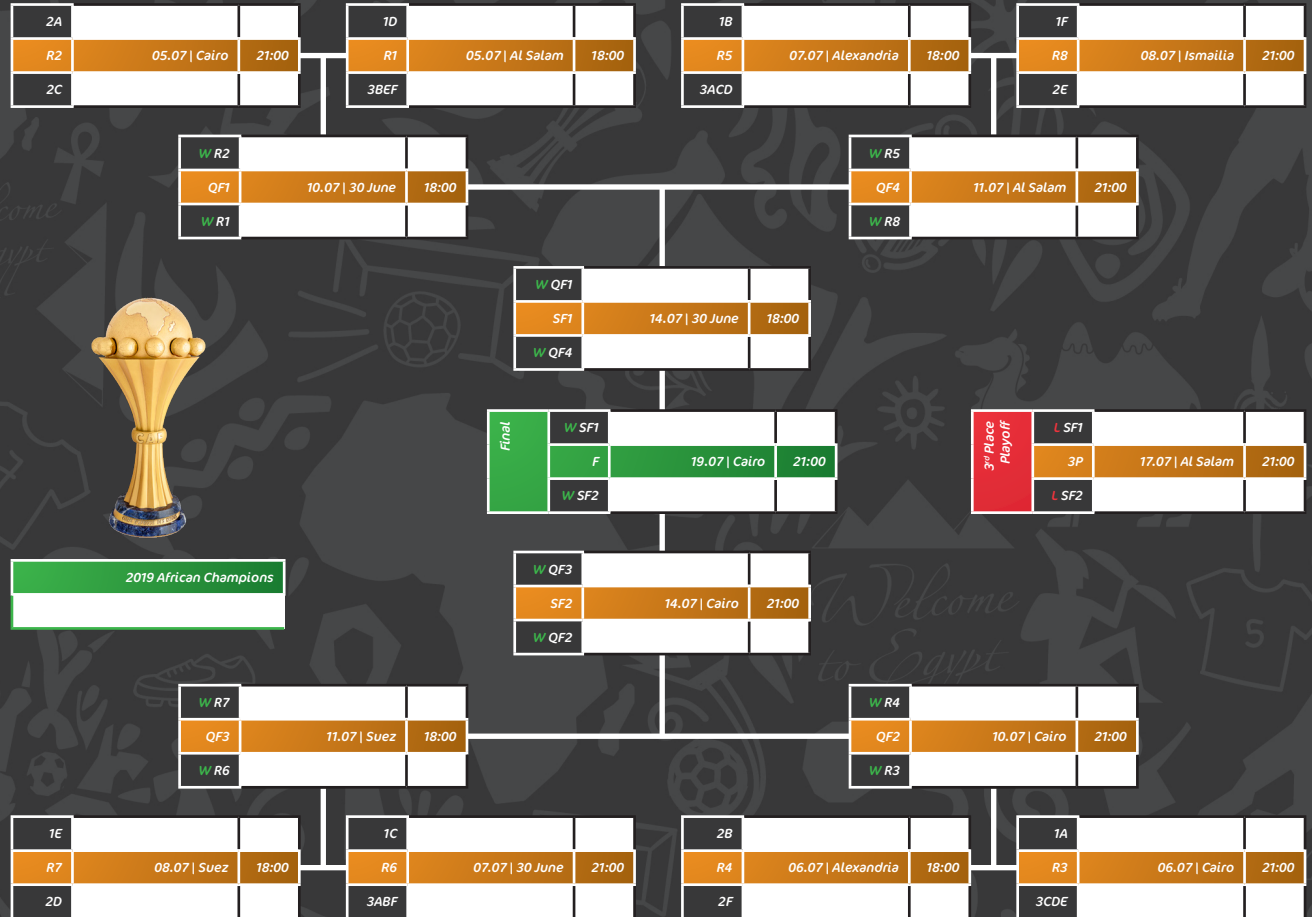 2A
R2 05.07 | Cairo 21:00
2C
1D
R1 05.07 | Al Salam 18:00
3BEF
1B
R5 07.07 | Alexandria 18:00
3ACD
1F
R8 08.07 | Ismailia 21:00
2E
W R2
QF1 10.07 | 30 June 18:00
W R1
W R5
QF4 11.07 | Al Salam 21:00
W R8
W QF1
SF1 14.07 | 30 June 18:00
W QF4
Final
W SF1
F 19.07 | Cairo 21:00
W SF2
3rd Place
Playoff
L SF1
3P 17.07 | Al Salam 21:00
L SF2
2019 African Champions
W QF3
SF2 14.07 | Cairo 21:00
W QF2
Welcome
to Egypt
5
W R7
QF3 11.07 | Suez 18:00
W R6
W R4
QF2 10.07 | Cairo 21:00
W R3
1E
R7 08.07 | Suez 18:00
2D
1C
R6 07.07 | 30 June 21:00
3ABF
2B
R4 06.07 | Alexandria 18:00
2F
1A
R3 06.07 | Cairo 21:00
3CDE